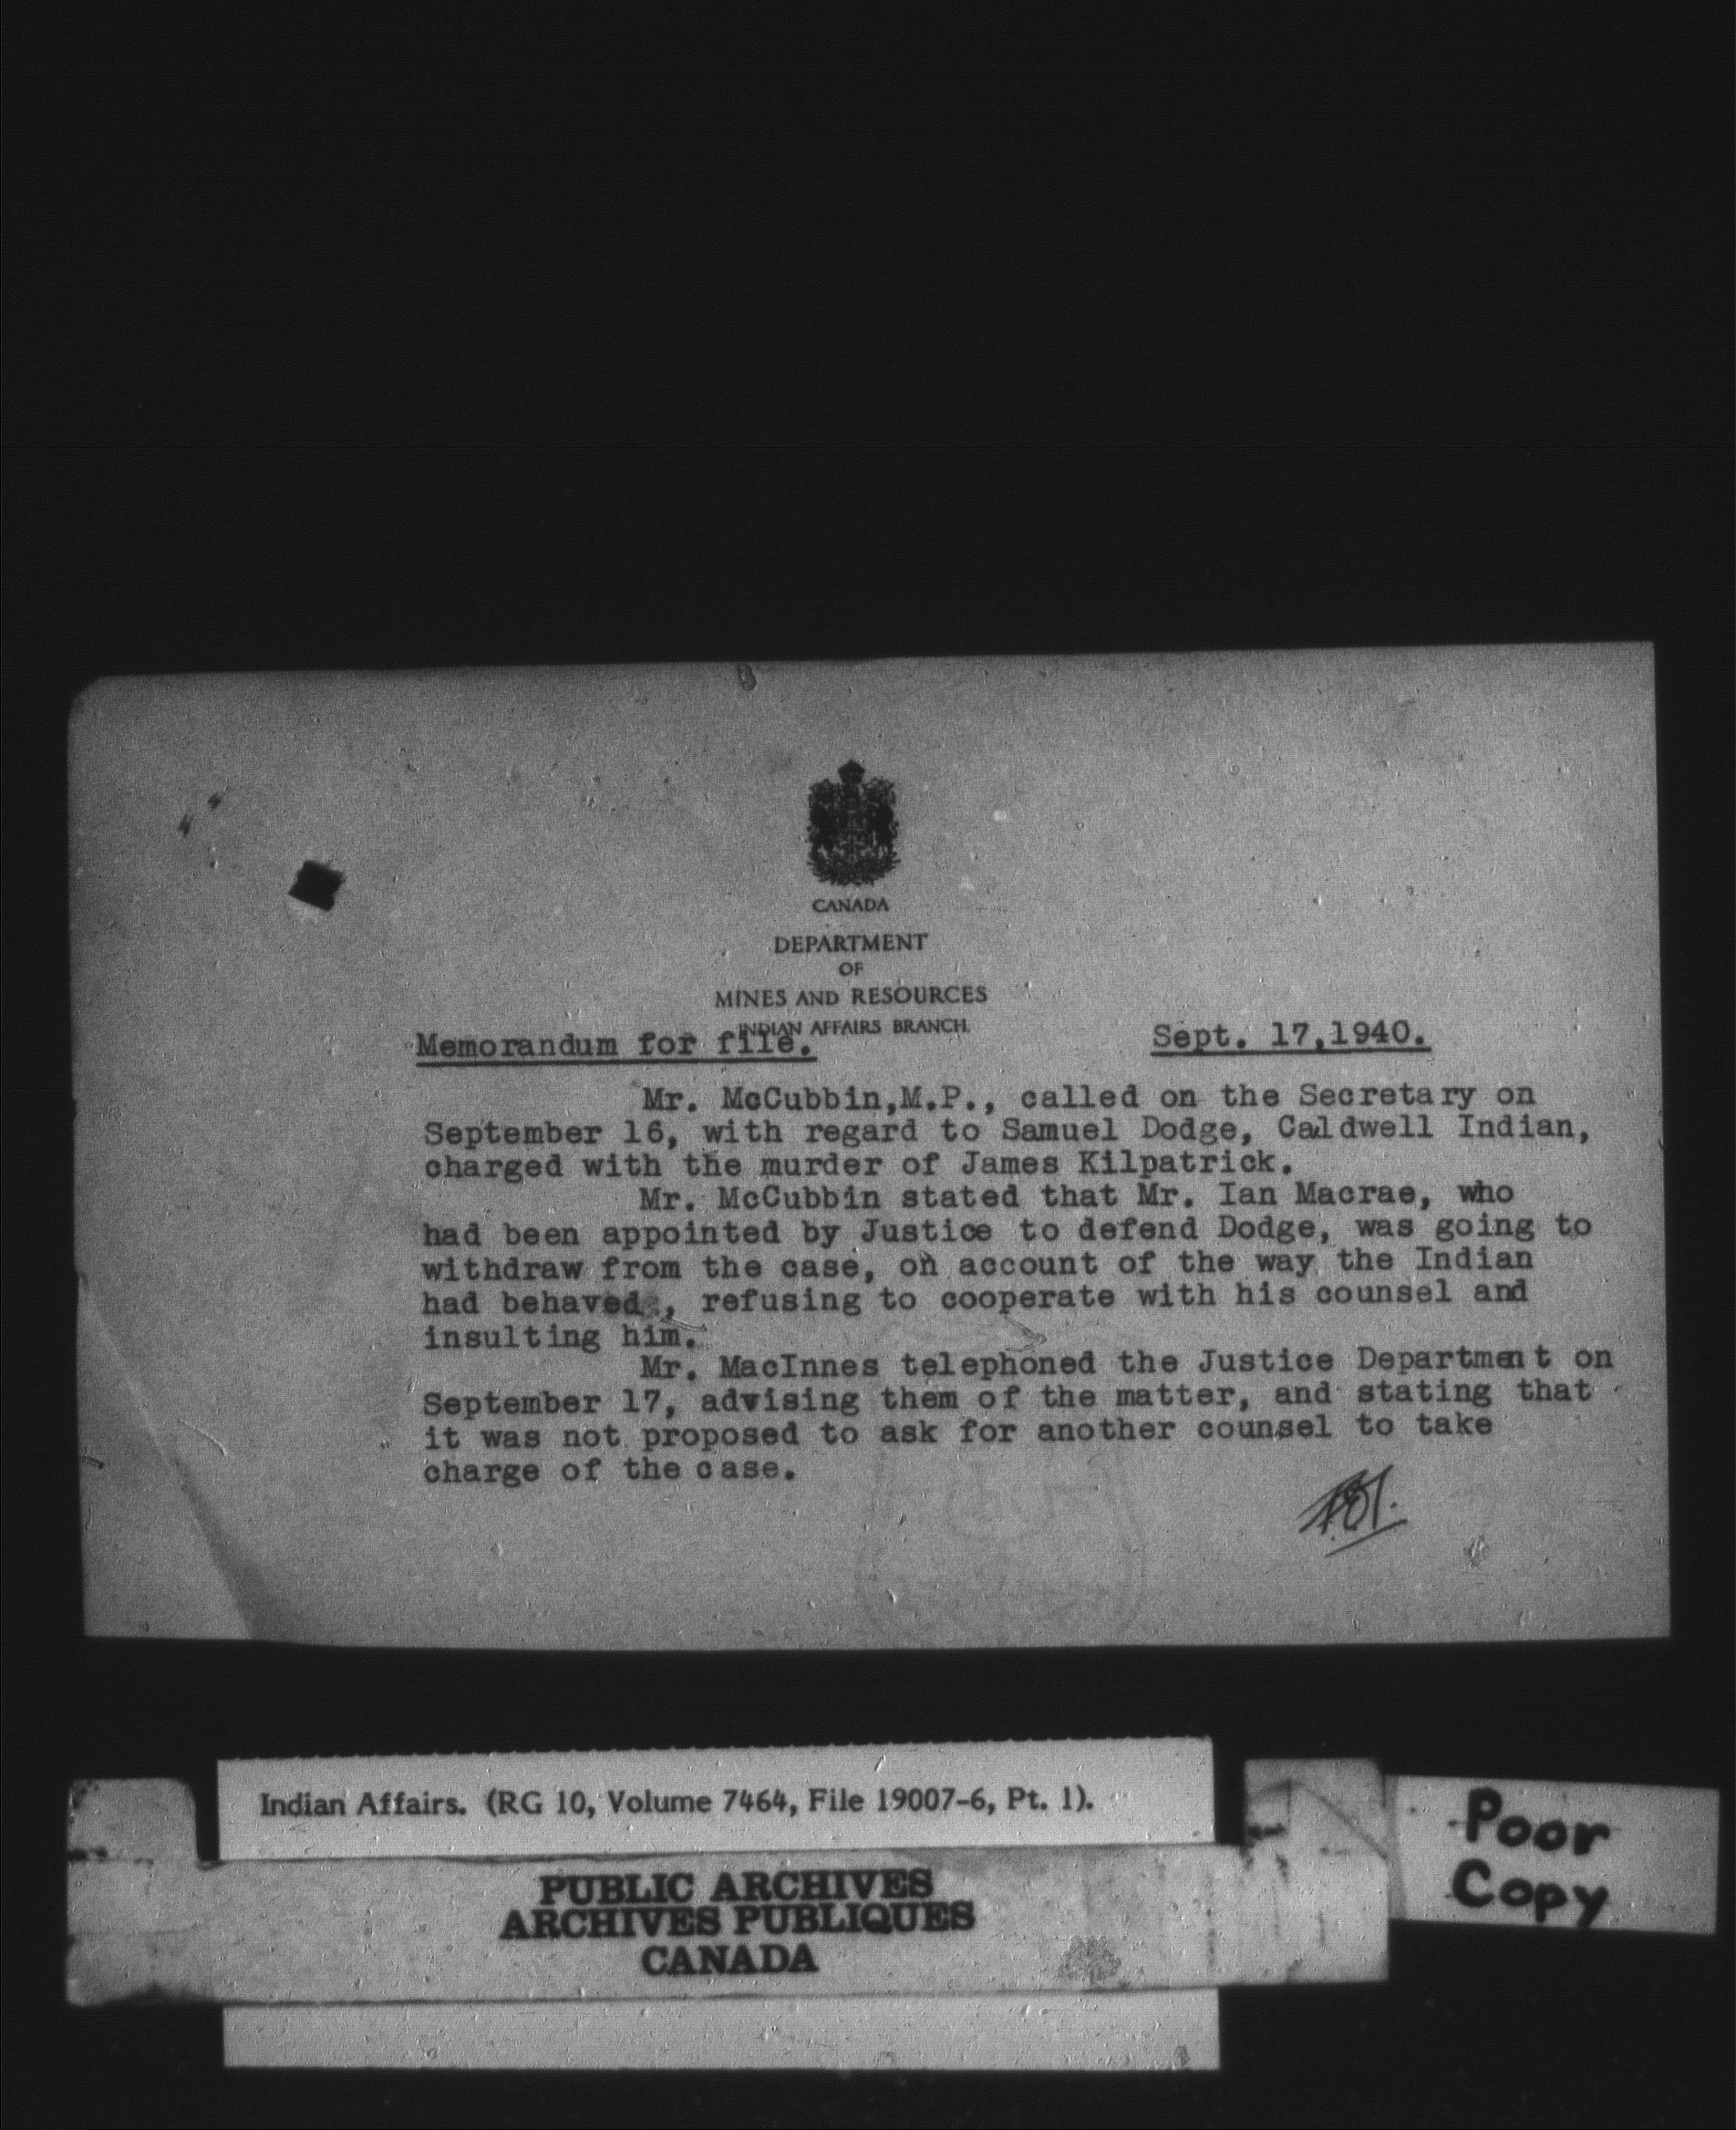 CANADA
DEPARTMENT
OF
MINES AND RESOURCES
INDIAN AFFAIRS BRANCH.
Memorandum for file.
Sept. 17,1940.
Mr. McCubbin,M.P., called on the Secretary on
September 16, with regard to Samuel Dodge, Caldwell Indian,
charged with the murder of James Kilpatrick.
Mr. McCubbin stated that Mr. Ian Macrae, who
had been appointed by Justice to defend Dodge, was going to
withdraw from the case, on account of the way the Indian
had behaved , refusing to cooperate with his counsel and
insulting him.
Mr. MacInnes telephoned the Justice Department on
September 17, advising them of the matter, and stating that
it was not proposed to ask for another counsel to take
charge of the case.
Indian Affairs. (RG 10, Volume 7464, File 19007-6, Pt. 1).
PUBLIC ARCHIVES
ARCHIVES PUBLIQUES
CANADA
Poor
Copy